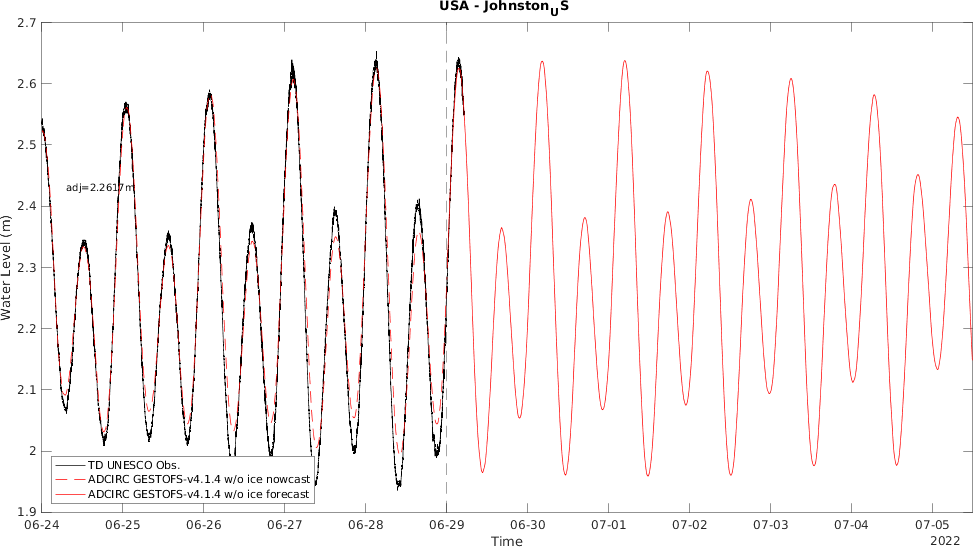 USA - Johnston_US
2.7
2.6
2.5
2.4
2.3
2.2
2.1
2
1.9
Water Level (m)
adj=2.2617m
TD UNESCO Obs.
ADCIRC GESTOFS-v4.1.4 w/o ice nowcast
ADCIRC GESTOFS-v4.1.4 w/o ice forecast
06-24 06-25 06-26 06-27 06-28 06-29 06-30 07-01 07-02 07-03 07-04 07-05
Time
2022